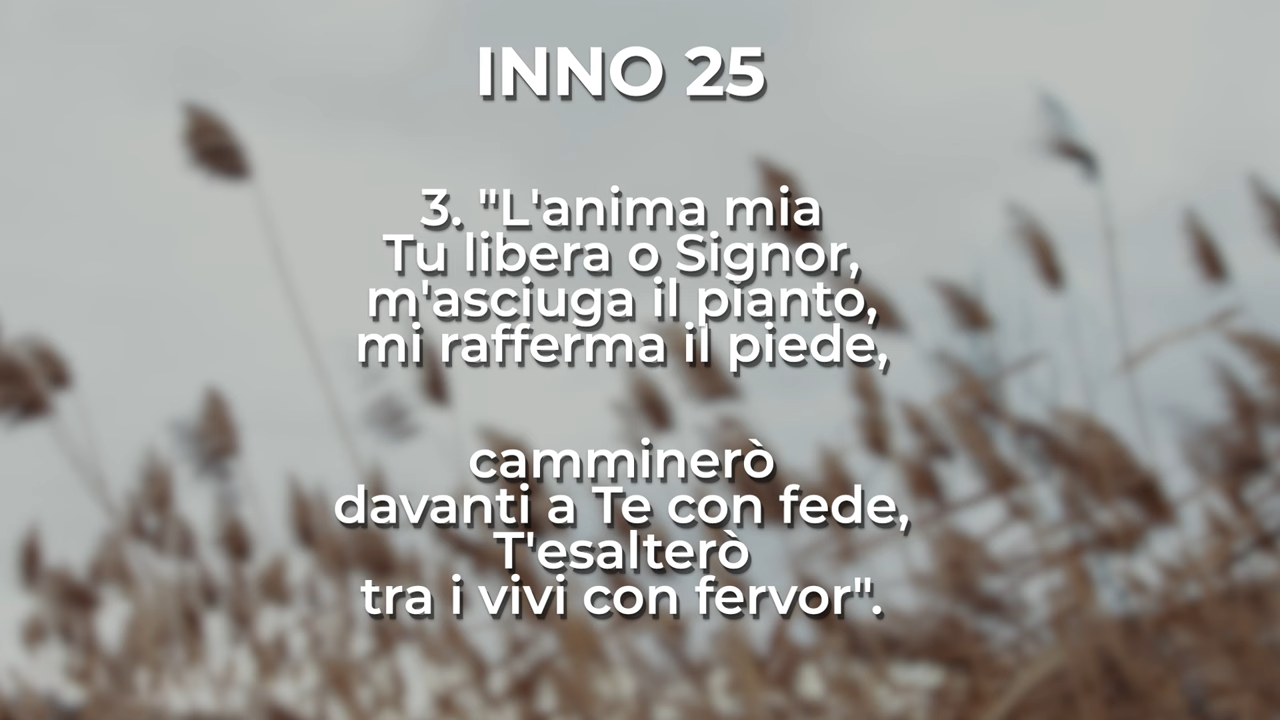 INNO 25
3. "L'anima mia
Tu libera o Signor,
m'asciuga il pianto,
mi rafferma il piede,
camminerò
davanti a Te con fede,
T'esalterò
tra i vivi con fervor".